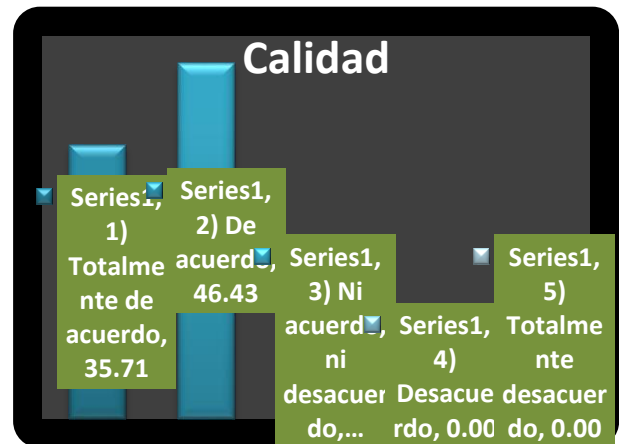 Calidad
Series1,
1)
Totalme
nte de
acuerdo,
35.71
Series1,
2) De
acuerdo,
46.43
Series1,
3) Ni
acuerdo,
ni
desacuer
do,...
Series1,
4)
Desacue
rdo, 0.00
Series1,
5)
Totalme
nte
desacuer
do, 0.00